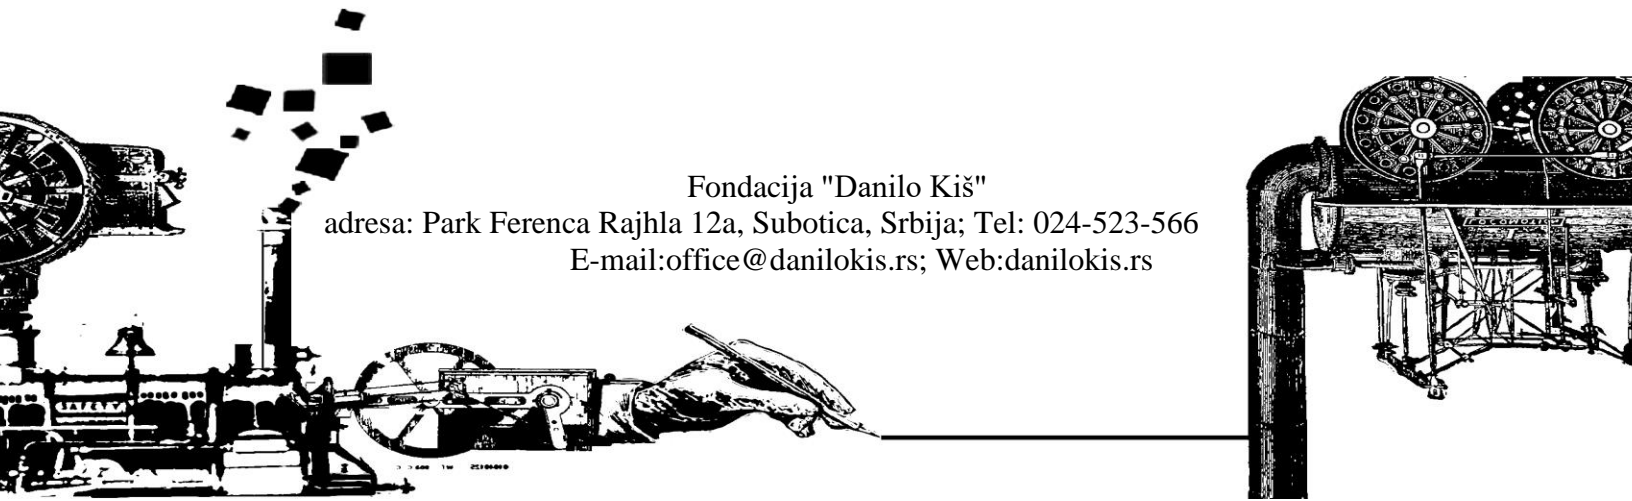 Fondacija "Danilo Kiš"
adresa: Park Ferenca Rajhla 12a, Subotica, Srbija; Tel: 024-523-566
E-mail:office@danilokis.rs; Web:danilokis.rs